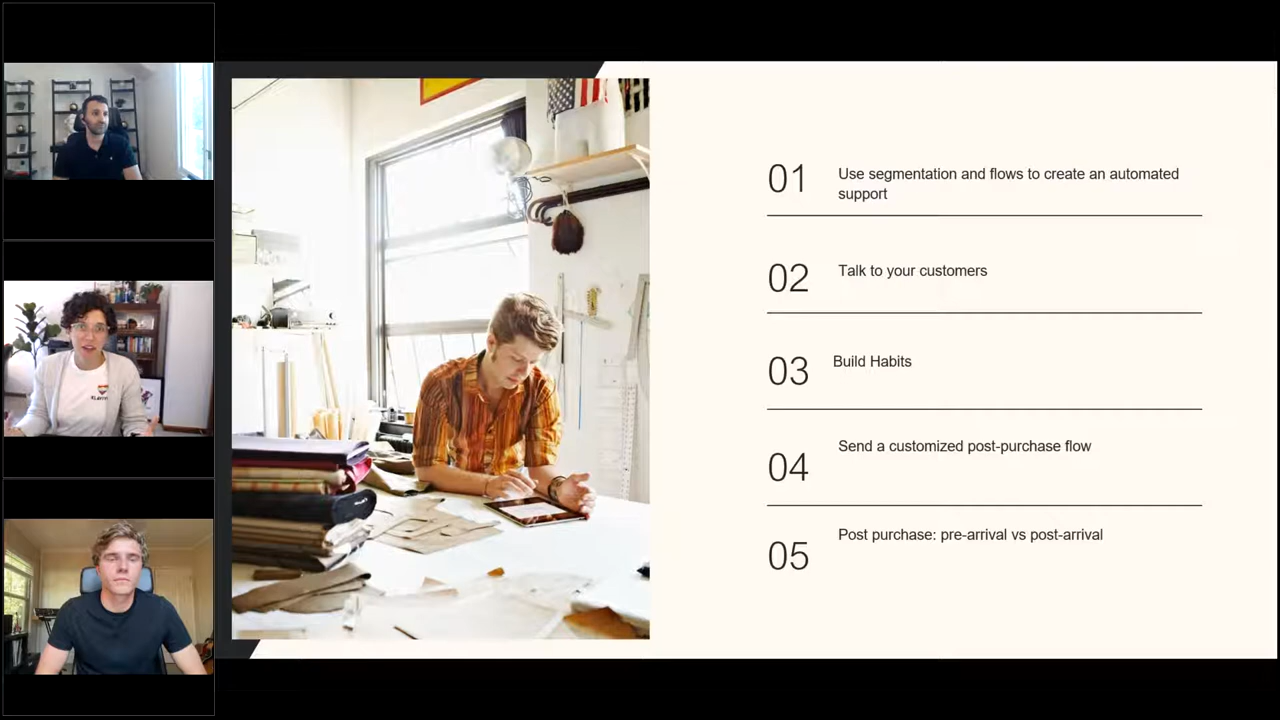 01
Use segmentation and flows to create an automated
support
02
Talk to your customers
03
Build Habits
04
Send a customized post-purchase flow
05
Post purchase: pre-arrival vs post-arrival